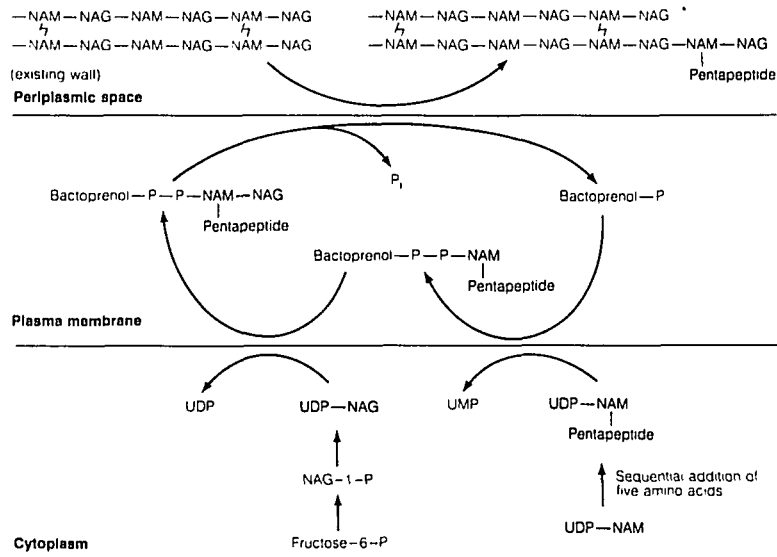 —NAM—NAG—NAM—NAM—NAG—NAM—NAG
—NAM—NAG—NAM—NAG—NAM—NAG
—NAM—NAG—NAM—NAG—NAM—NAG
—NAM—NAG—NAM—NAG—NAM—NAG—NAM—NAG
Pentapeptide
(existing wall)
Periplasmic space
Bactoprenol—P—P—NAM—NAG
Pentapeptide
Pi
Bactoprenol—P
Bactoprenol—P—P—NAM
Pentapeptide
Plasma membrane
UDP
UDP—NAG
UMP
UDP—NAM
Pentapeptide
NAG-1-P
Sequential addition of
five amino acids
Fructose-6-P
UDP—NAM
Cytoplasm